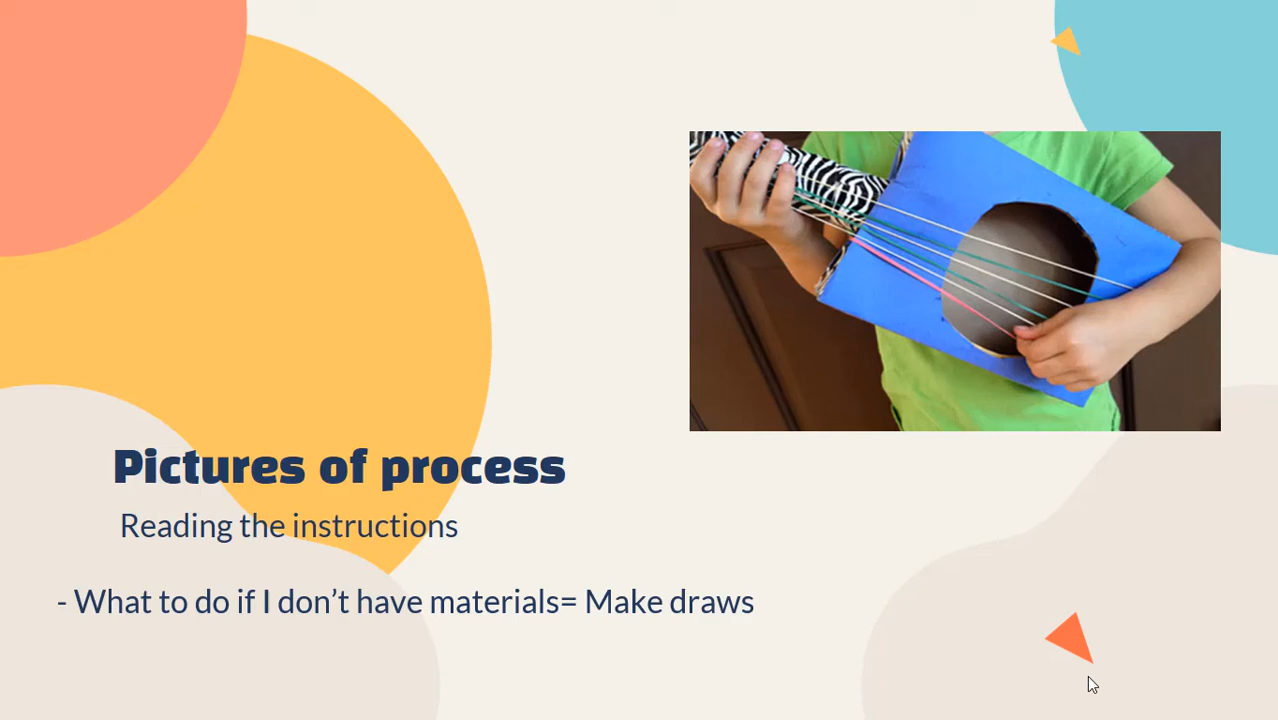 Pictures of process
Reading the instructions
- What to do if I don’t have materials= Make draws